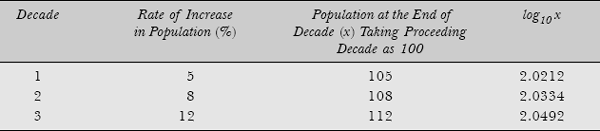 Decade Rate of Increase Population at the End of log10x
in Population (%) Decade (x) Taking Proceeding
Decade as 100
1 5 105 2.0212
2 8 108 2.0334
3 12 112 2.0492